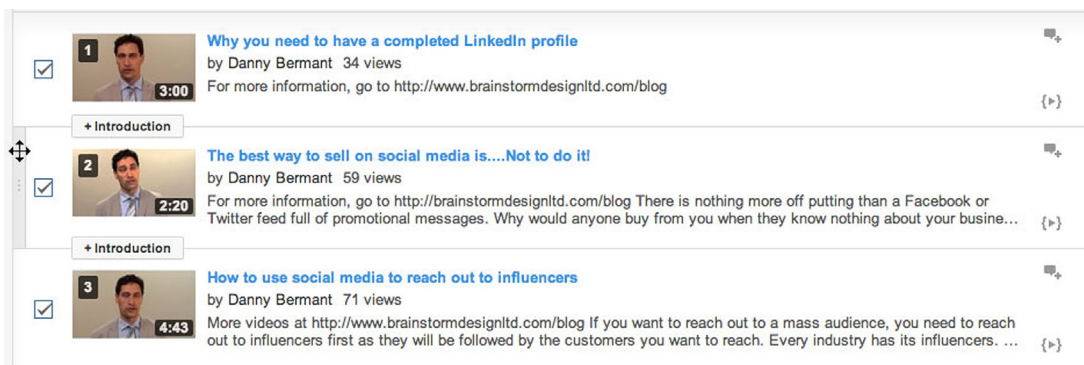 1
3:00
Why you need to have a completed LinkedIn profile
by Danny Bermant 34 views
For more information, go to http://www.brainstormdesignltd.com/blog
+ Introduction
2
2:20
The best way to sell on social media is....Not to do it!
by Danny Bermant 59 views
For more information, go to http://brainstormdesignltd.com/blog There is nothing more off putting than a Facebook or
Twitter feed full of promotional messages. Why would anyone buy from you when they know nothing about your busine...
+ Introduction
3
4:43
How to use social media to reach out to influencers
by Danny Bermant 71 views
More videos at http://www.brainstormdesignltd.com/blog If you want to reach out to a mass audience, you need to reach
out to influencers first as they will be followed by the customers you want to reach. Every industry has its influencers. ...